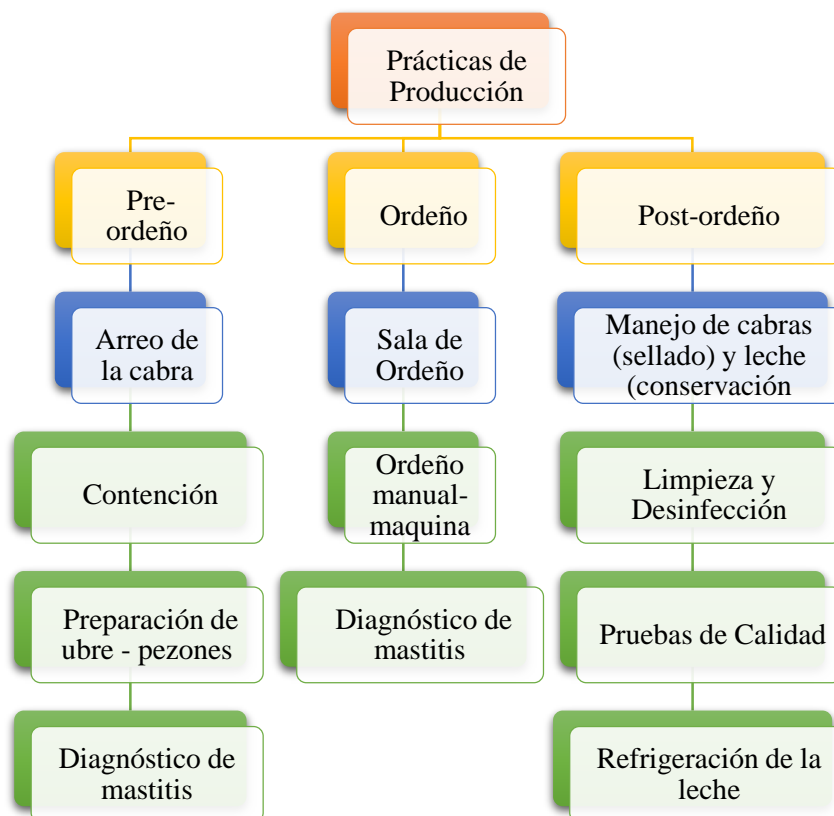 Prácticas de
Producción
Pre-
ordeño
Ordeño
Post-ordeño
Arreo de
la cabra
Sala de
Ordeño
Manejo de cabras
(sellado) y leche
(conservación
Contención
Ordeño
manual-
maquina
Limpieza y
Desinfección
Preparación de
ubre - pezones
Diagnóstico de
mastitis
Pruebas de Calidad
Diagnóstico de
mastitis
Refrigeración de la
leche